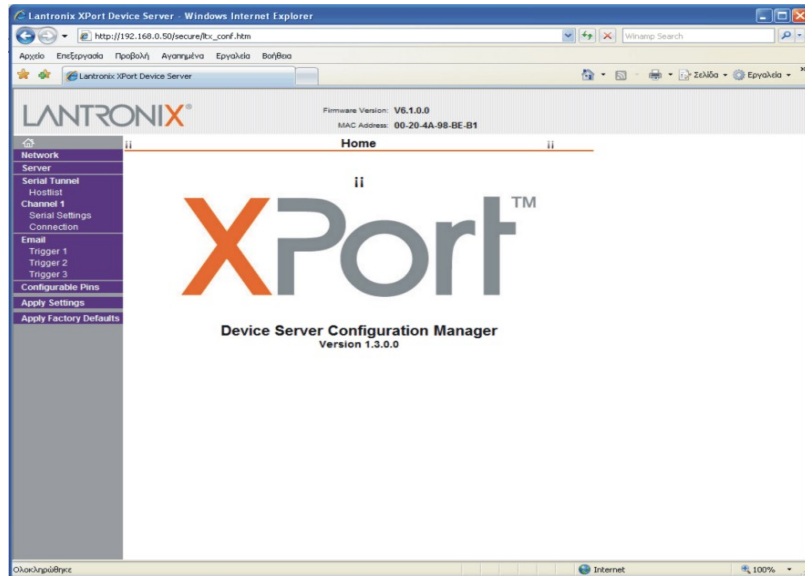 Lantronix XPort Device Server - Windows Internet Explorer
http://192.168.0.50/secure/ltx_conf.htm
Winamp Search
Αρχείο Επεξεργασία Προβολή Αγαπημένα Εργαλεία Βοήθεια
Lantronix XPort Device Server
Σελίδα
Εργαλεία
LANTRONIX®
Firmware Version: V6.1.0.0
MAC Address: 00-20-4A-98-BE-B1
¡¡ Home ¡¡
Network
Server
Serial Tunnel
Hostlist
Channel 1
Serial Settings
Connection
Email
Trigger 1
Trigger 2
Trigger 3
Configurable Pins
Apply Settings
Apply Factory Defaults
¡¡
XPort™
Device Server Configuration Manager
Version 1.3.0.0
Ολοκληρώθηκε
Internet
100%